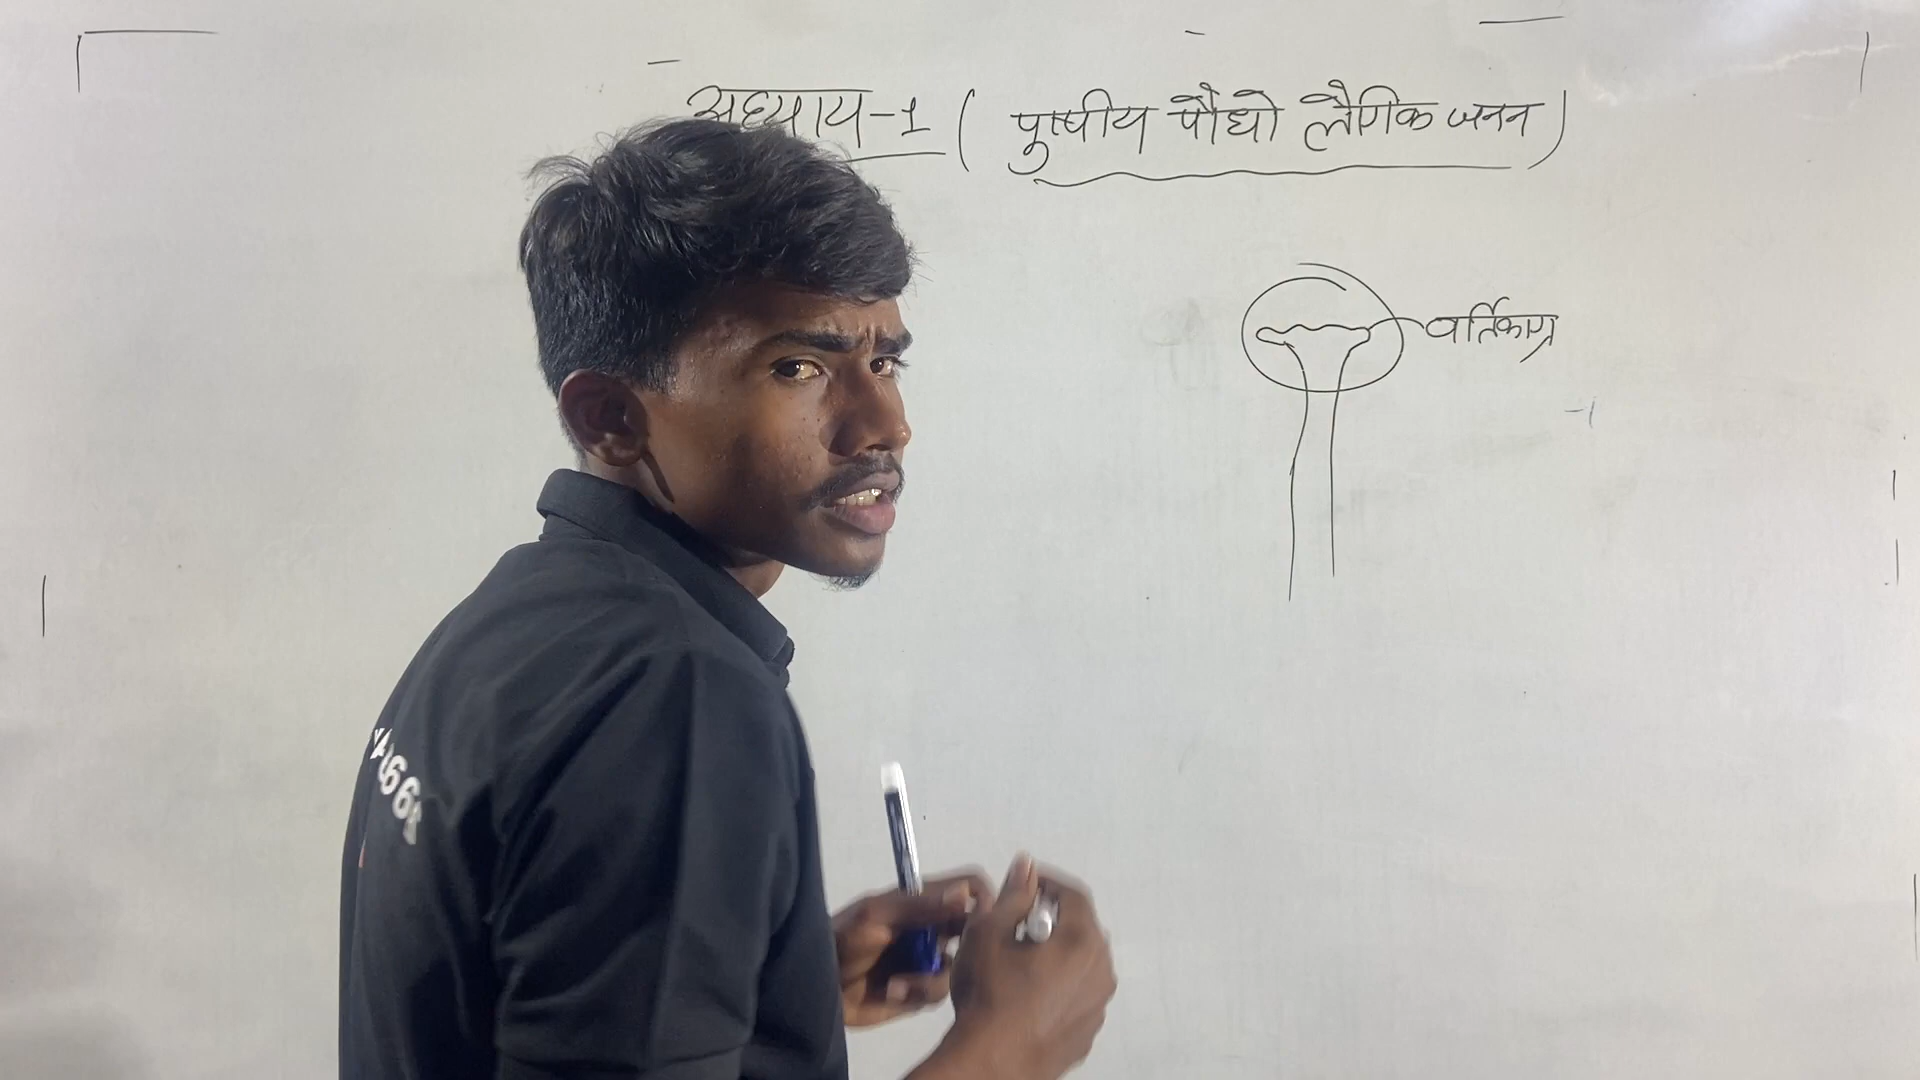 अध्याय-1 ( पुष्पीय पौधो लैंगिक जनन )
वर्तिकाग्र